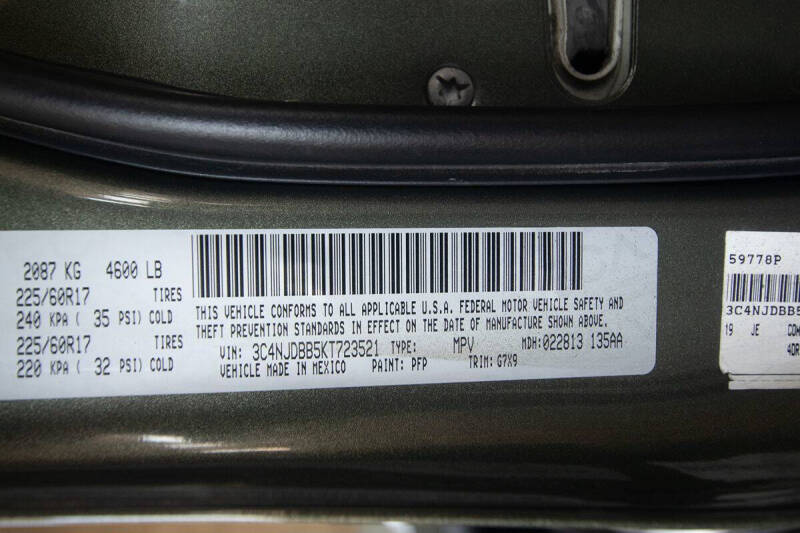 2087 KG 4600 LB
225/60R17 TIRES
240 KPA ( 35 PSI) COLD
225/60R17 TIRES
220 KPA ( 32 PSI) COLD
THIS VEHICLE CONFORMS TO ALL APPLICABLE U.S.A. FEDERAL MOTOR VEHICLE SAFETY AND
THEFT PREVENTION STANDARDS IN EFFECT ON THE DATE OF MANUFACTURE SHOWN ABOVE.
VIN: 3C4NJDBB5KT723521 TYPE: MPV MDH:022813 135AA
VEHICLE MADE IN MEXICO PAINT: PFP TRIM: G7X9
59778P
3C4NJDBB5
19 JE COM
4DR